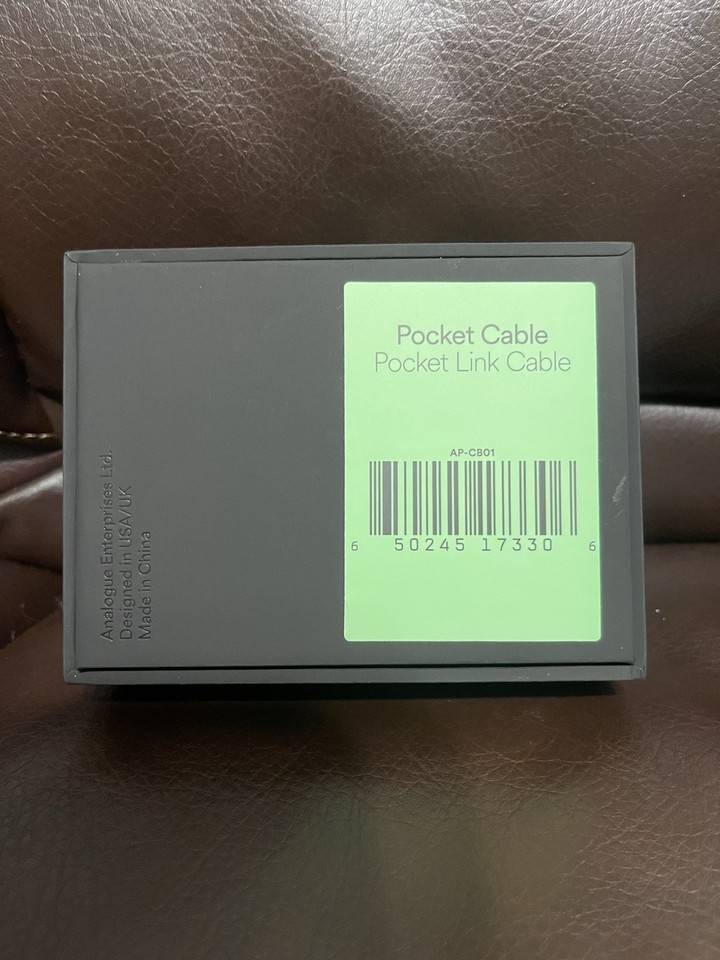 Pocket Cable
Pocket Link Cable
AP-CB01
6 50245 17330 6
Analogue Enterprises Ltd.
Designed in USA/UK
Made in China